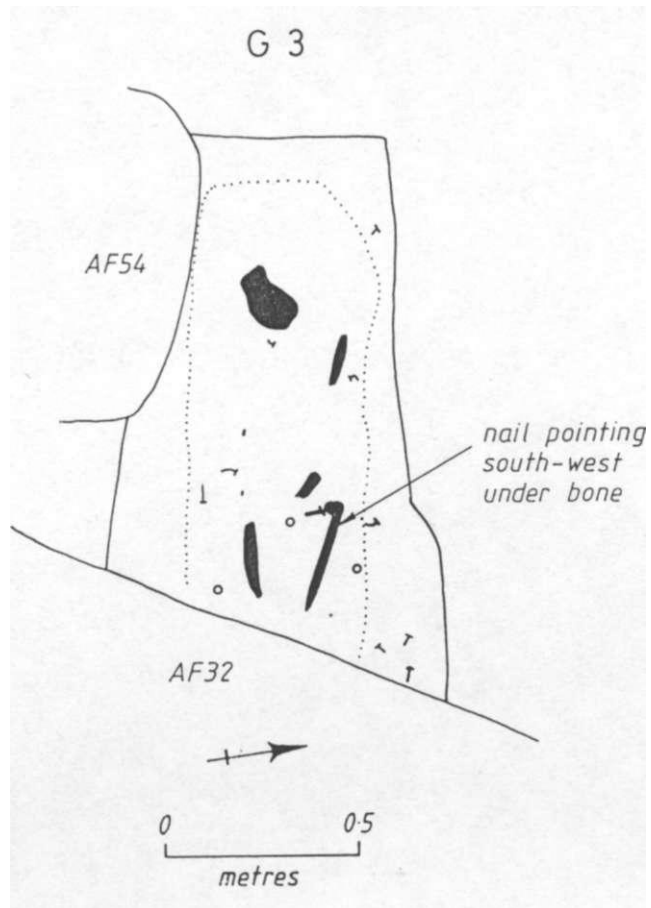 G 3
AF54
nail pointing
south-west
under bone
AF32
0 0·5
metres